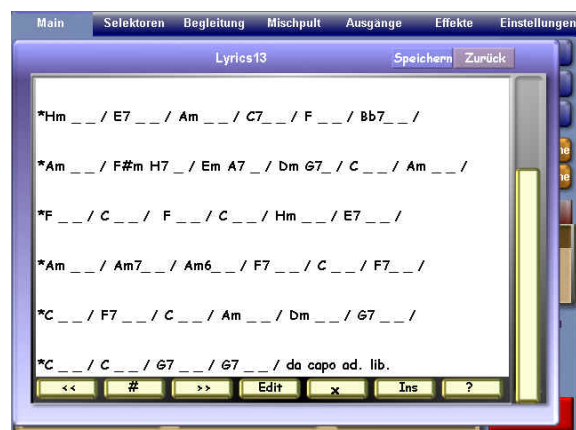 Main Selektoren Begleitung Mischpult Ausgänge Effekte Einstellungen
Lyrics13 Speichern Zurück
*Hm _ _ / E7 _ _ / Am _ _ / C7_ _ / F _ _ / Bb7_ _ /
*Am _ _ / F#m H7 _ / Em A7 _ / Dm G7_ / C _ _ / Am _ _ /
*F _ _ / C _ _ / F _ _ / C _ _ / Hm _ _ / E7 _ _ /
*Am _ _ / Am7_ _ / Am6_ _ / F7 _ _ / C _ _ / F7_ _ /
*C _ _ / F7 _ _ / C _ _ / Am _ _ / Dm _ _ / G7 _ _ /
*C _ _ / C _ _ / G7 _ _ / G7 _ _ / da capo ad. lib.
<< # >> Edit x Ins ?